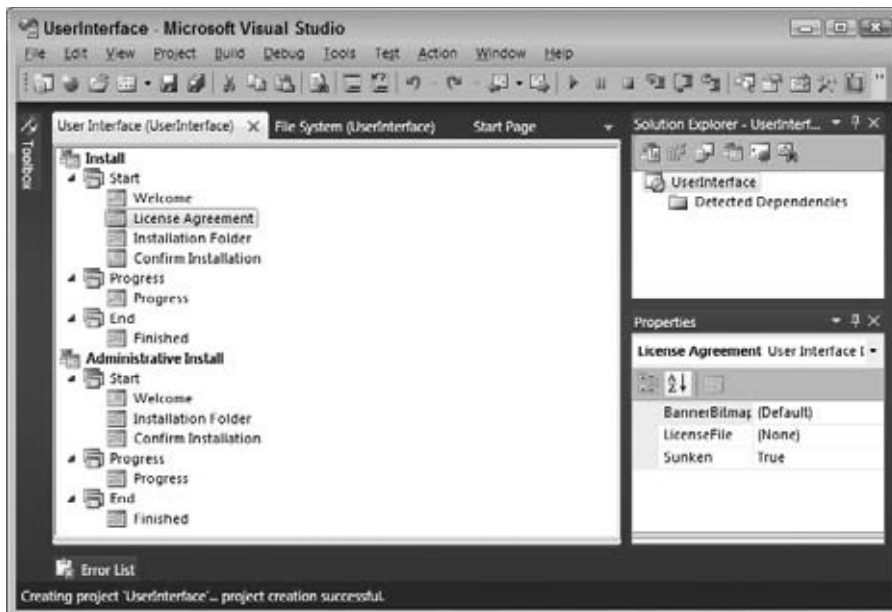 UserInterface - Microsoft Visual Studio
File Edit View Project Build Debug Tools Test Action Window Help
Toolbox
User Interface (UserInterface) File System (UserInterface) Start Page
Install
Start
Welcome
License Agreement
Installation Folder
Confirm Installation
Progress
Progress
End
Finished
Administrative Install
Start
Welcome
Installation Folder
Confirm Installation
Progress
Progress
End
Finished
Solution Explorer - UserInterf...
UserInterface
Detected Dependencies
Properties
License Agreement User Interface
BannerBitmap (Default)
LicenseFile (None)
Sunken True
Error List
Creating project 'UserInterface'... project creation successful.